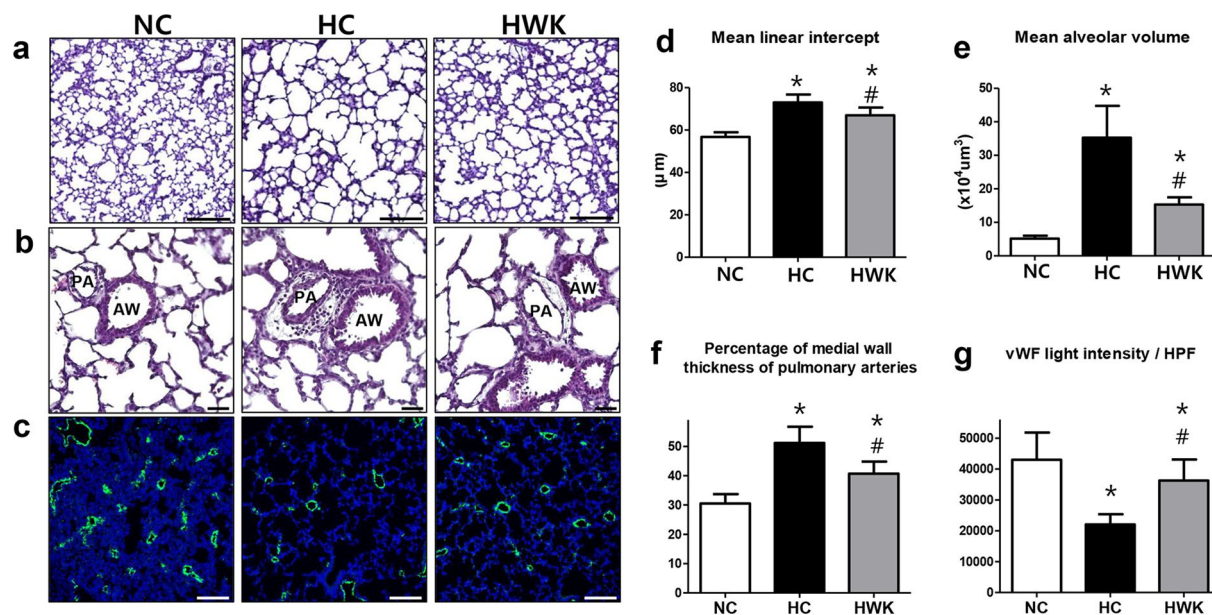 NC HC HWK
a
b
PA AW
PA AW
PA AW
c
d Mean linear intercept
(μm)
80
60
40
20
0
*
*
#
NC HC HWK
e Mean alveolar volume
(x10⁴um³)
50
40
30
20
10
0
*
*
#
NC HC HWK
f Percentage of medial wall
thickness of pulmonary arteries
Percentage (%)
50
40
30
20
10
0
*
*
#
NC HC HWK
g vWF light intensity / HPF
50000
40000
30000
20000
10000
0
*
*
#
NC HC HWK